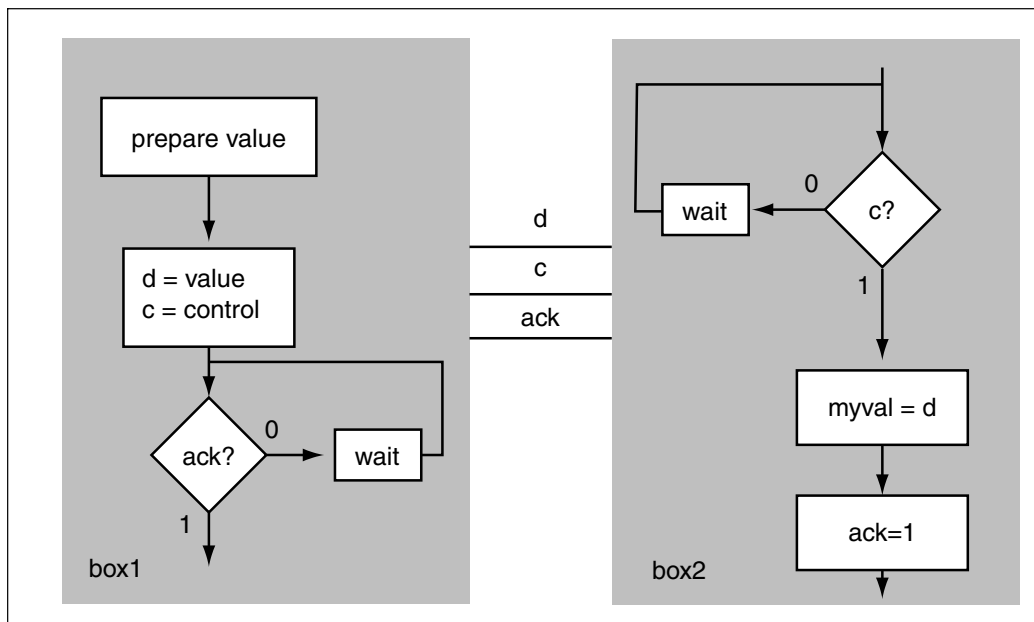 prepare value
d = value
c = control
ack?
0
wait
1
box1
d
c
ack
c?
0
wait
1
myval = d
ack=1
box2